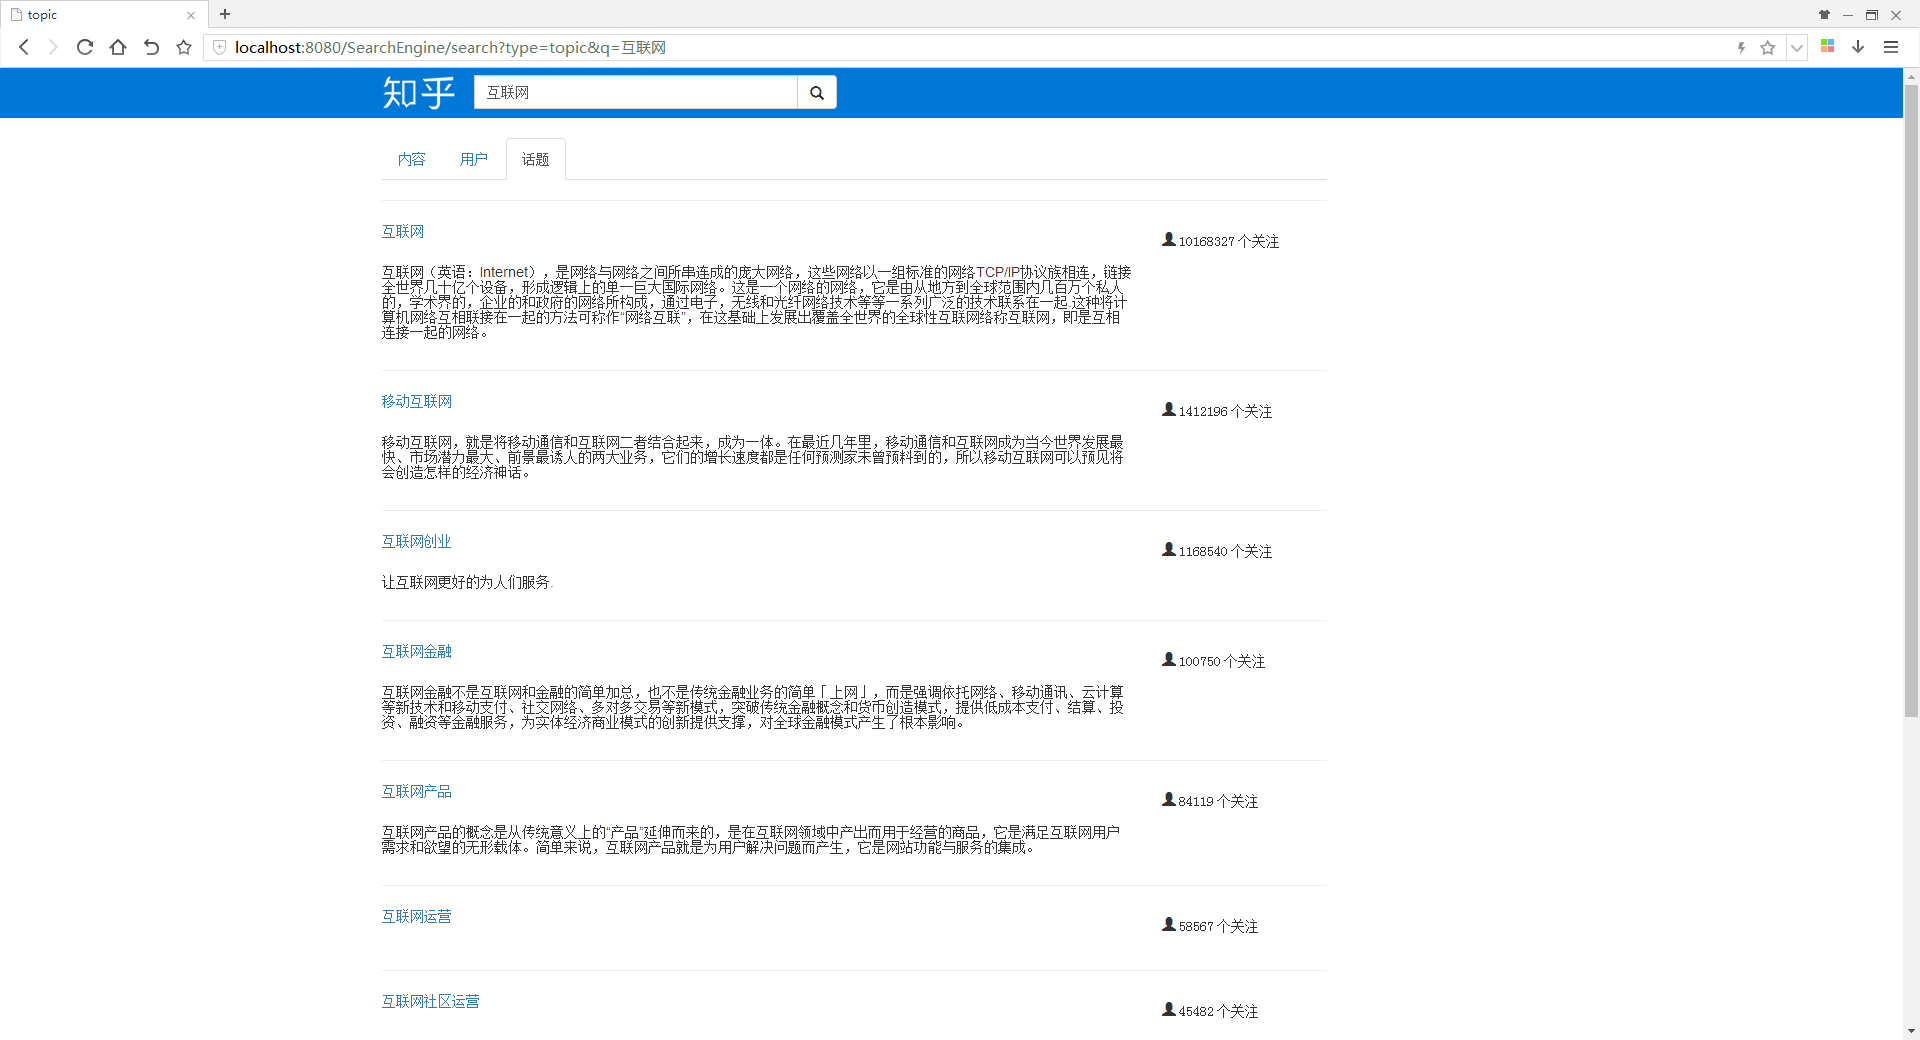 topic
localhost:8080/SearchEngine/search?type=topic&q=互联网
知乎
互联网
内容 用户 话题
互联网
10168327 个关注
互联网（英语：Internet），是网络与网络之间所串连成的庞大网络，这些网络以一组标准的网络TCP/IP协议族相连，链接
全世界几十亿个设备，形成逻辑上的单一巨大国际网络。这是一个网络的网络，它是由从地方到全球范围内几百万个私人
的，学术界的，企业的和政府的网络所构成，通过电子，无线和光纤网络技术等等一系列广泛的技术联系在一起.这种将计
算机网络互相联接在一起的方法可称作“网络互联”，在这基础上发展出覆盖全世界的全球性互联网络称互联网，即是互相
连接一起的网络。
移动互联网
1412196 个关注
移动互联网，就是将移动通信和互联网二者结合起来，成为一体。在最近几年里，移动通信和互联网成为当今世界发展最
快、市场潜力最大、前景最诱人的两大业务，它们的增长速度都是任何预测家未曾预料到的，所以移动互联网可以预见将
会创造怎样的经济神话。
互联网创业
1168540 个关注
让互联网更好的为人们服务.
互联网金融
100750 个关注
互联网金融不是互联网和金融的简单加总，也不是传统金融业务的简单「上网」，而是强调依托网络、移动通讯、云计算
等新技术和移动支付、社交网络、多对多交易等新模式，突破传统金融概念和货币创造模式，提供低成本支付、结算、投
资、融资等金融服务，为实体经济商业模式的创新提供支撑，对全球金融模式产生了根本影响。
互联网产品
84119 个关注
互联网产品的概念是从传统意义上的“产品”延伸而来的，是在互联网领域中产出而用于经营的商品，它是满足互联网用户
需求和欲望的无形载体。简单来说，互联网产品就是为用户解决问题而产生，它是网站功能与服务的集成。
互联网运营
58567 个关注
互联网社区运营
45482 个关注